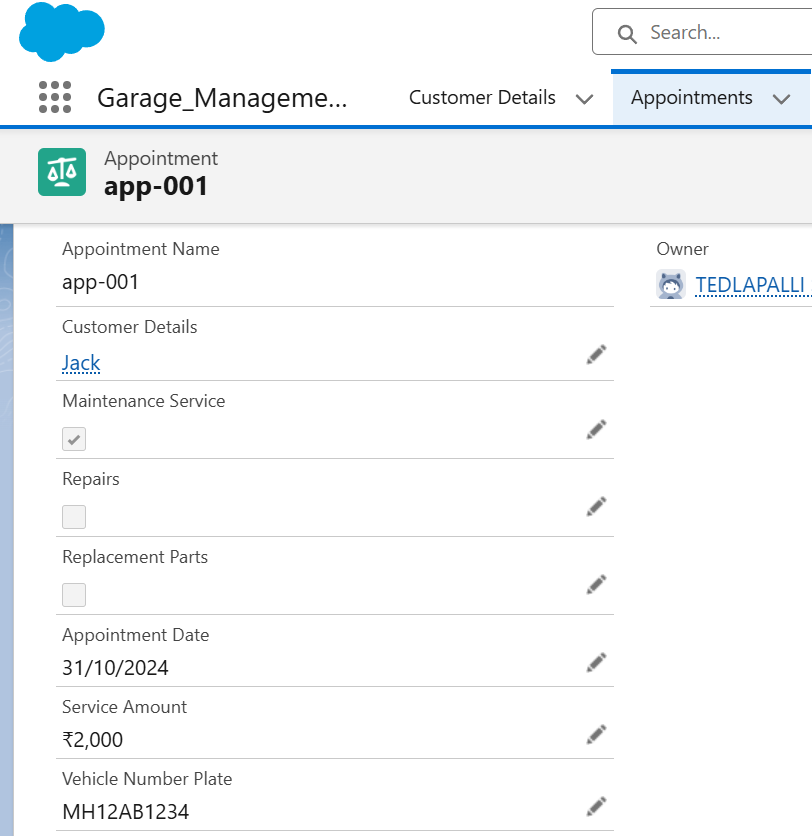 Search...
Garage_Manageme...
Customer Details
Appointments
Appointment
app-001
Appointment Name
app-001
Owner
TEDLAPALLI
Customer Details
Jack
Maintenance Service
Repairs
Replacement Parts
Appointment Date
31/10/2024
Service Amount
₹2,000
Vehicle Number Plate
MH12AB1234